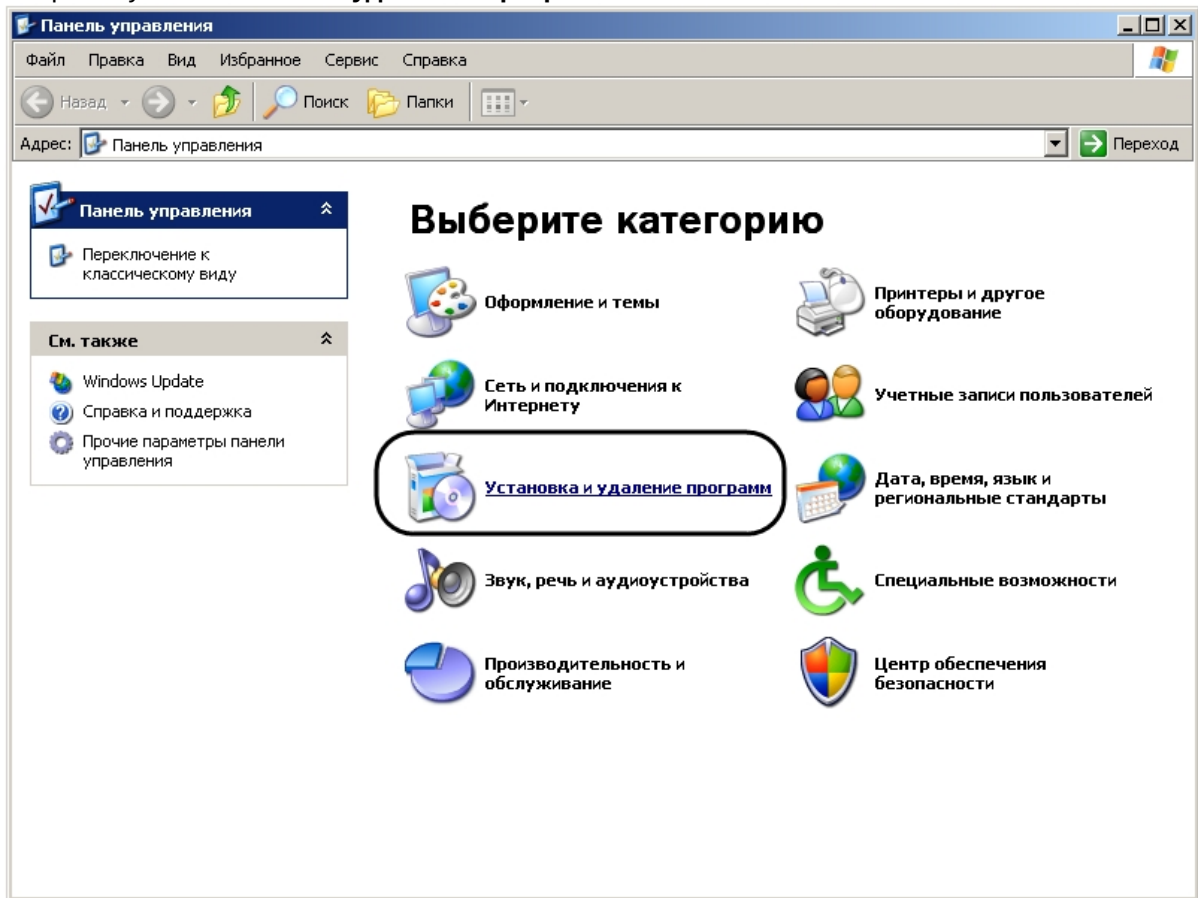 Панель управления
Файл Правка Вид Избранное Сервис Справка
Назад Поиск Папки
Адрес: Панель управления Переход
Панель управления
Переключение к
классическому виду
См. также
Windows Update
Справка и поддержка
Прочие параметры панели
управления
Выберите категорию
Оформление и темы
Принтеры и другое
оборудование
Сеть и подключения к
Интернету
Учетные записи пользователей
Установка и удаление программ
Дата, время, язык и
региональные стандарты
Звук, речь и аудиоустройства
Специальные возможности
Производительность и
обслуживание
Центр обеспечения
безопасности